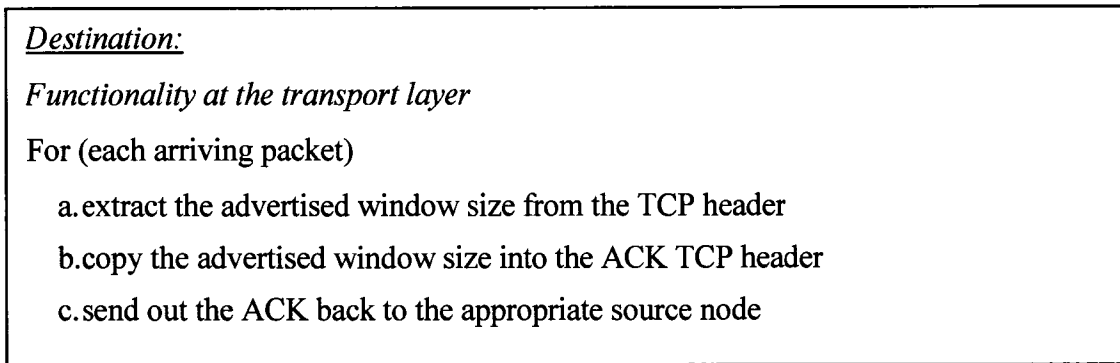 Destination:
Functionality at the transport layer
For (each arriving packet)
a. extract the advertised window size from the TCP header
b.copy the advertised window size into the ACK TCP header
c. send out the ACK back to the appropriate source node